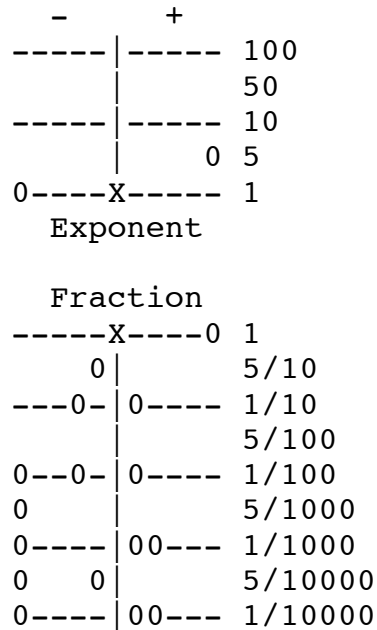 -      +
-----|----- 100
     |      50
-----|----- 10
     |    0 5
0----X----- 1
  Exponent

  Fraction
-----X----0 1
    0|      5/10
---0-|0---- 1/10
     |      5/100
0--0-|0---- 1/100
0    |      5/1000
0----|00--- 1/1000
0   0|      5/10000
0----|00--- 1/10000